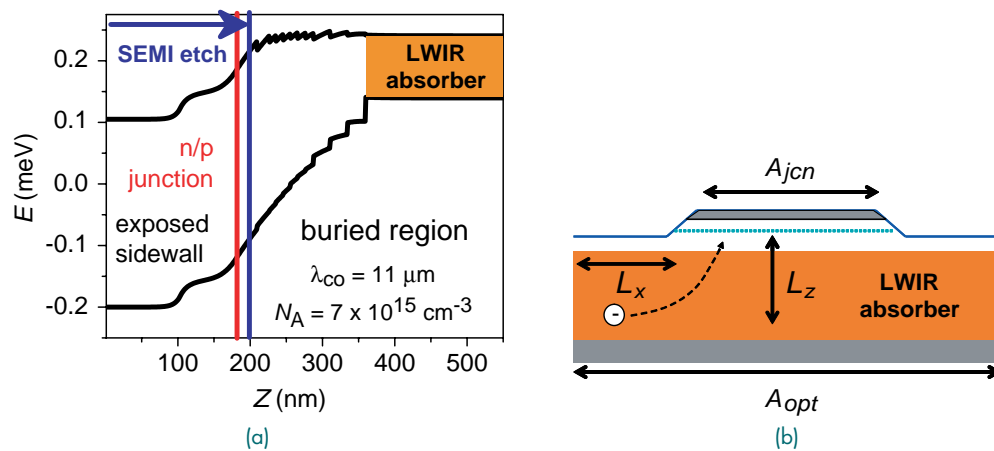 0.2
0.1
0.0
-0.1
-0.2
E (meV)
SEMI etch
LWIR
absorber
n/p
junction
exposed
sidewall
buried region
λco = 11 μm
NA = 7 x 10¹⁵ cm⁻³
100 200 300 400 500
Z (nm)
(a)
Ajcn
Lx
Lz
LWIR
absorber
-
Aopt
(b)